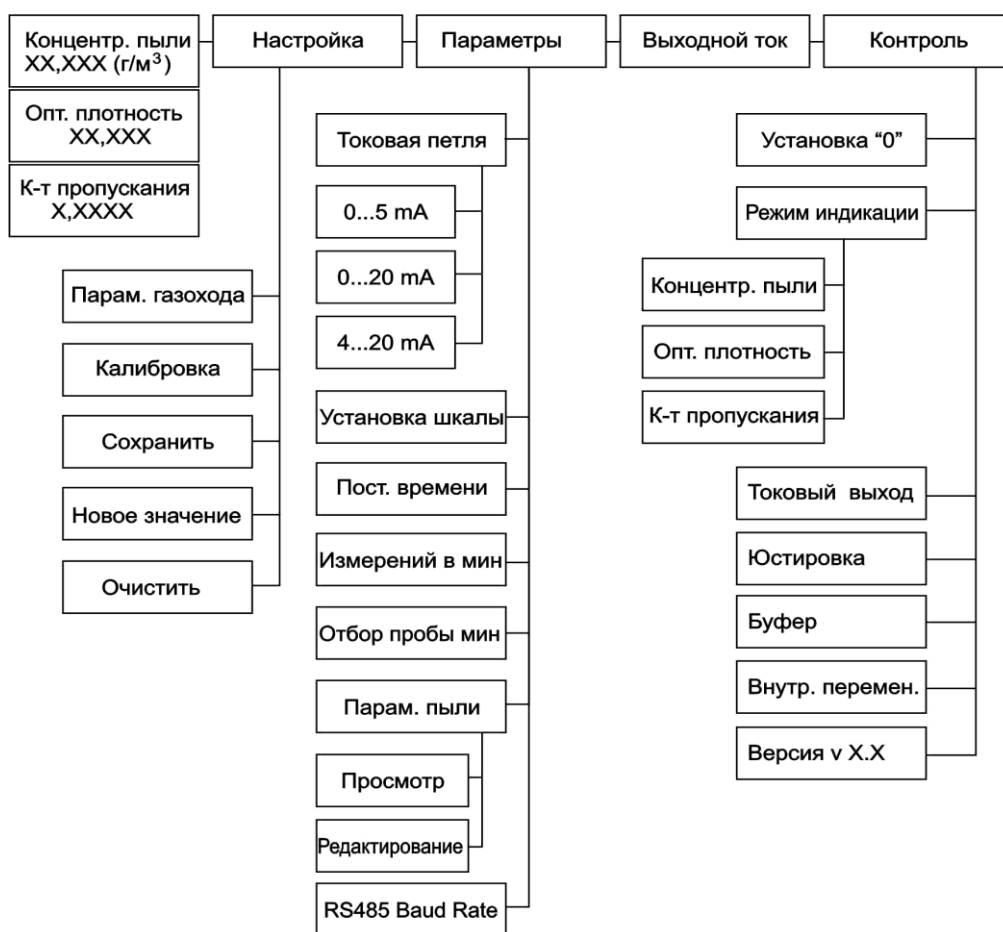 Концентр. пыли
XX,XXX (г/м³)
Настройка
Параметры
Выходной ток
Контроль
Опт. плотность
XX,XXX
К-т пропускания
X,XXXX
Парам. газохода
Калибровка
Сохранить
Новое значение
Очистить
Токовая петля
0...5 mA
0...20 mA
4...20 mA
Установка шкалы
Пост. времени
Измерений в мин
Отбор пробы мин
Парам. пыли
Просмотр
Редактирование
RS485 Baud Rate
Установка “0”
Режим индикации
Концентр. пыли
Опт. плотность
К-т пропускания
Токовый выход
Юстировка
Буфер
Внутр. перемен.
Версия v X.X